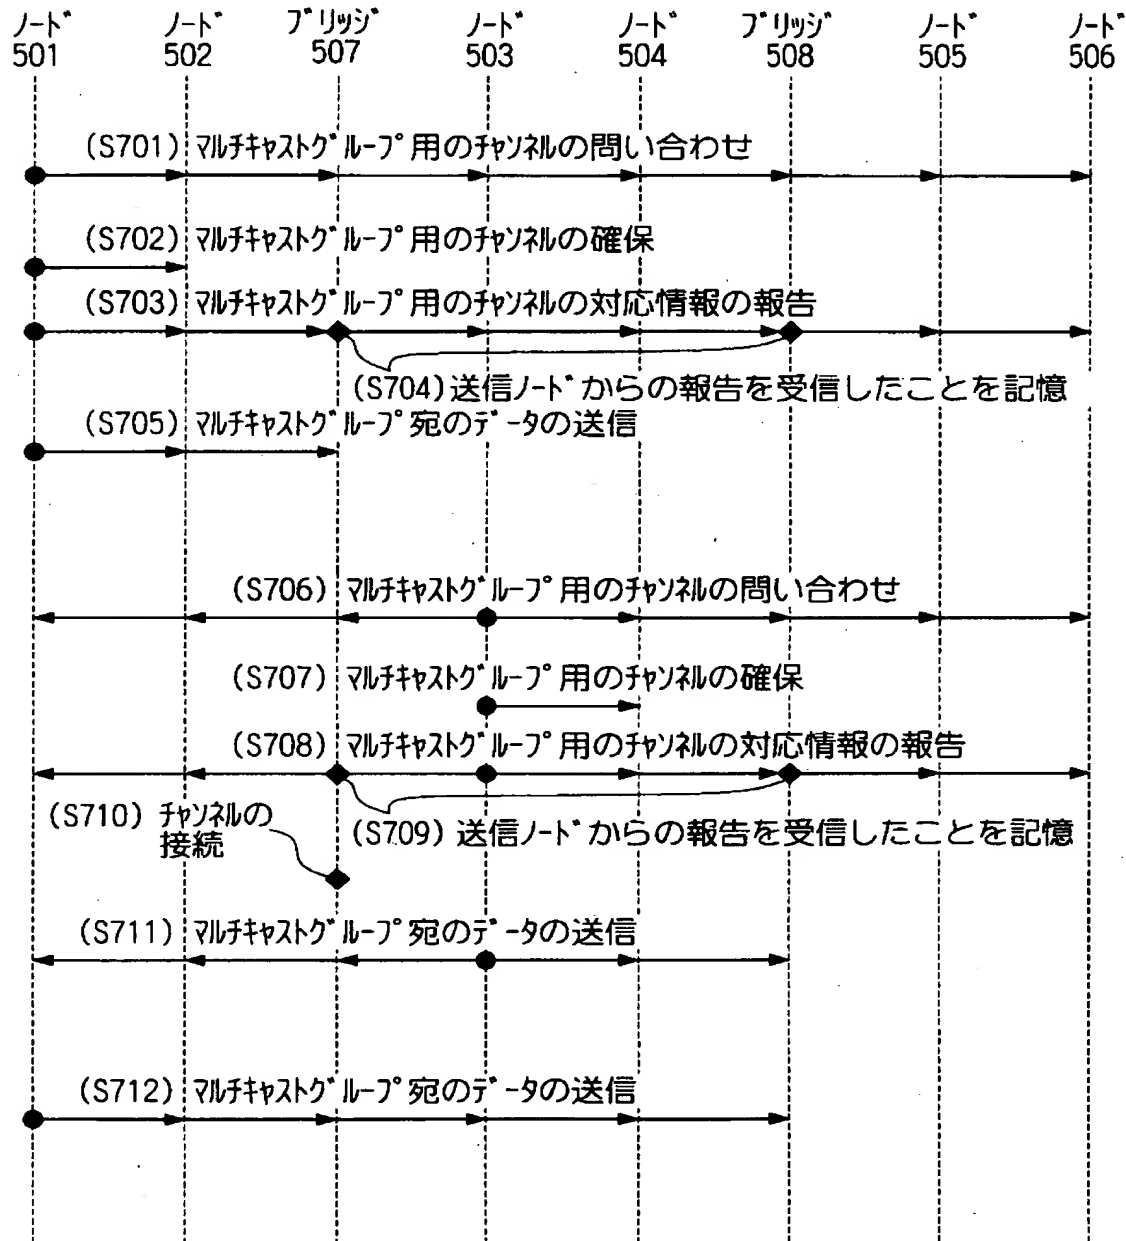 ﾉｰﾄﾞ ﾉｰﾄﾞ ﾌﾞﾘｯｼﾞ ﾉｰﾄﾞ ﾉｰﾄﾞ ﾌﾞﾘｯｼﾞ ﾉｰﾄﾞ ﾉｰﾄﾞ
501 502 507 503 504 508 505 506
(S701) ﾏﾙﾁｷｬｽﾄｸﾞﾙｰﾌﾟ用のﾁｬﾝﾈﾙの問い合わせ
(S702) ﾏﾙﾁｷｬｽﾄｸﾞﾙｰﾌﾟ用のﾁｬﾝﾈﾙの確保
(S703) ﾏﾙﾁｷｬｽﾄｸﾞﾙｰﾌﾟ用のﾁｬﾝﾈﾙの対応情報の報告
(S704) 送信ﾉｰﾄﾞからの報告を受信したことを記憶
(S705) ﾏﾙﾁｷｬｽﾄｸﾞﾙｰﾌﾟ宛のﾃﾞｰﾀの送信
(S706) ﾏﾙﾁｷｬｽﾄｸﾞﾙｰﾌﾟ用のﾁｬﾝﾈﾙの問い合わせ
(S707) ﾏﾙﾁｷｬｽﾄｸﾞﾙｰﾌﾟ用のﾁｬﾝﾈﾙの確保
(S708) ﾏﾙﾁｷｬｽﾄｸﾞﾙｰﾌﾟ用のﾁｬﾝﾈﾙの対応情報の報告
(S710) ﾁｬﾝﾈﾙの
接続
(S709) 送信ﾉｰﾄﾞからの報告を受信したことを記憶
(S711) ﾏﾙﾁｷｬｽﾄｸﾞﾙｰﾌﾟ宛のﾃﾞｰﾀの送信
(S712) ﾏﾙﾁｷｬｽﾄｸﾞﾙｰﾌﾟ宛のﾃﾞｰﾀの送信